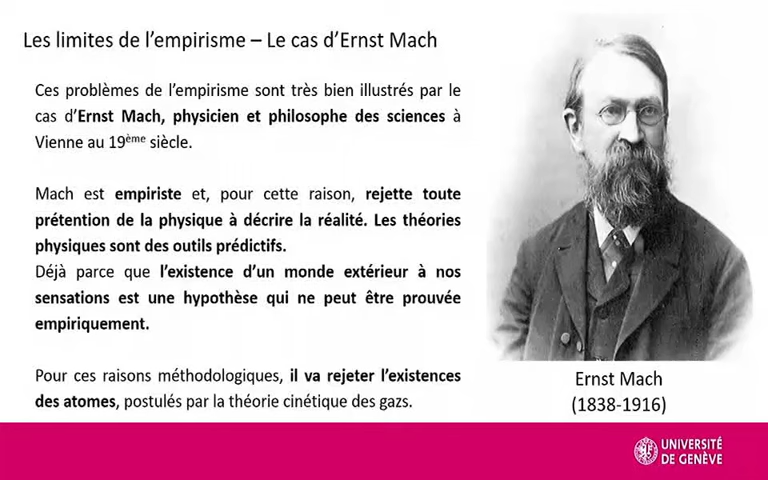 Les limites de l’empirisme – Le cas d’Ernst Mach
Ces problèmes de l’empirisme sont très bien illustrés par le
cas d’Ernst Mach, physicien et philosophe des sciences à
Vienne au 19ème siècle.
Mach est empiriste et, pour cette raison, rejette toute
prétention de la physique à décrire la réalité. Les théories
physiques sont des outils prédictifs.
Déjà parce que l’existence d’un monde extérieur à nos
sensations est une hypothèse qui ne peut être prouvée
empiriquement.
Pour ces raisons méthodologiques, il va rejeter l’existences
des atomes, postulés par la théorie cinétique des gaz.
Ernst Mach
(1838-1916)
UNIVERSITÉ
DE GENÈVE